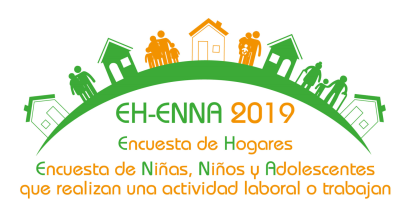 EH-ENNA 2019
Encuesta de Hogares
Encuesta de Niñas, Niños y Adolescentes
que realizan una actividad laboral o trabajan